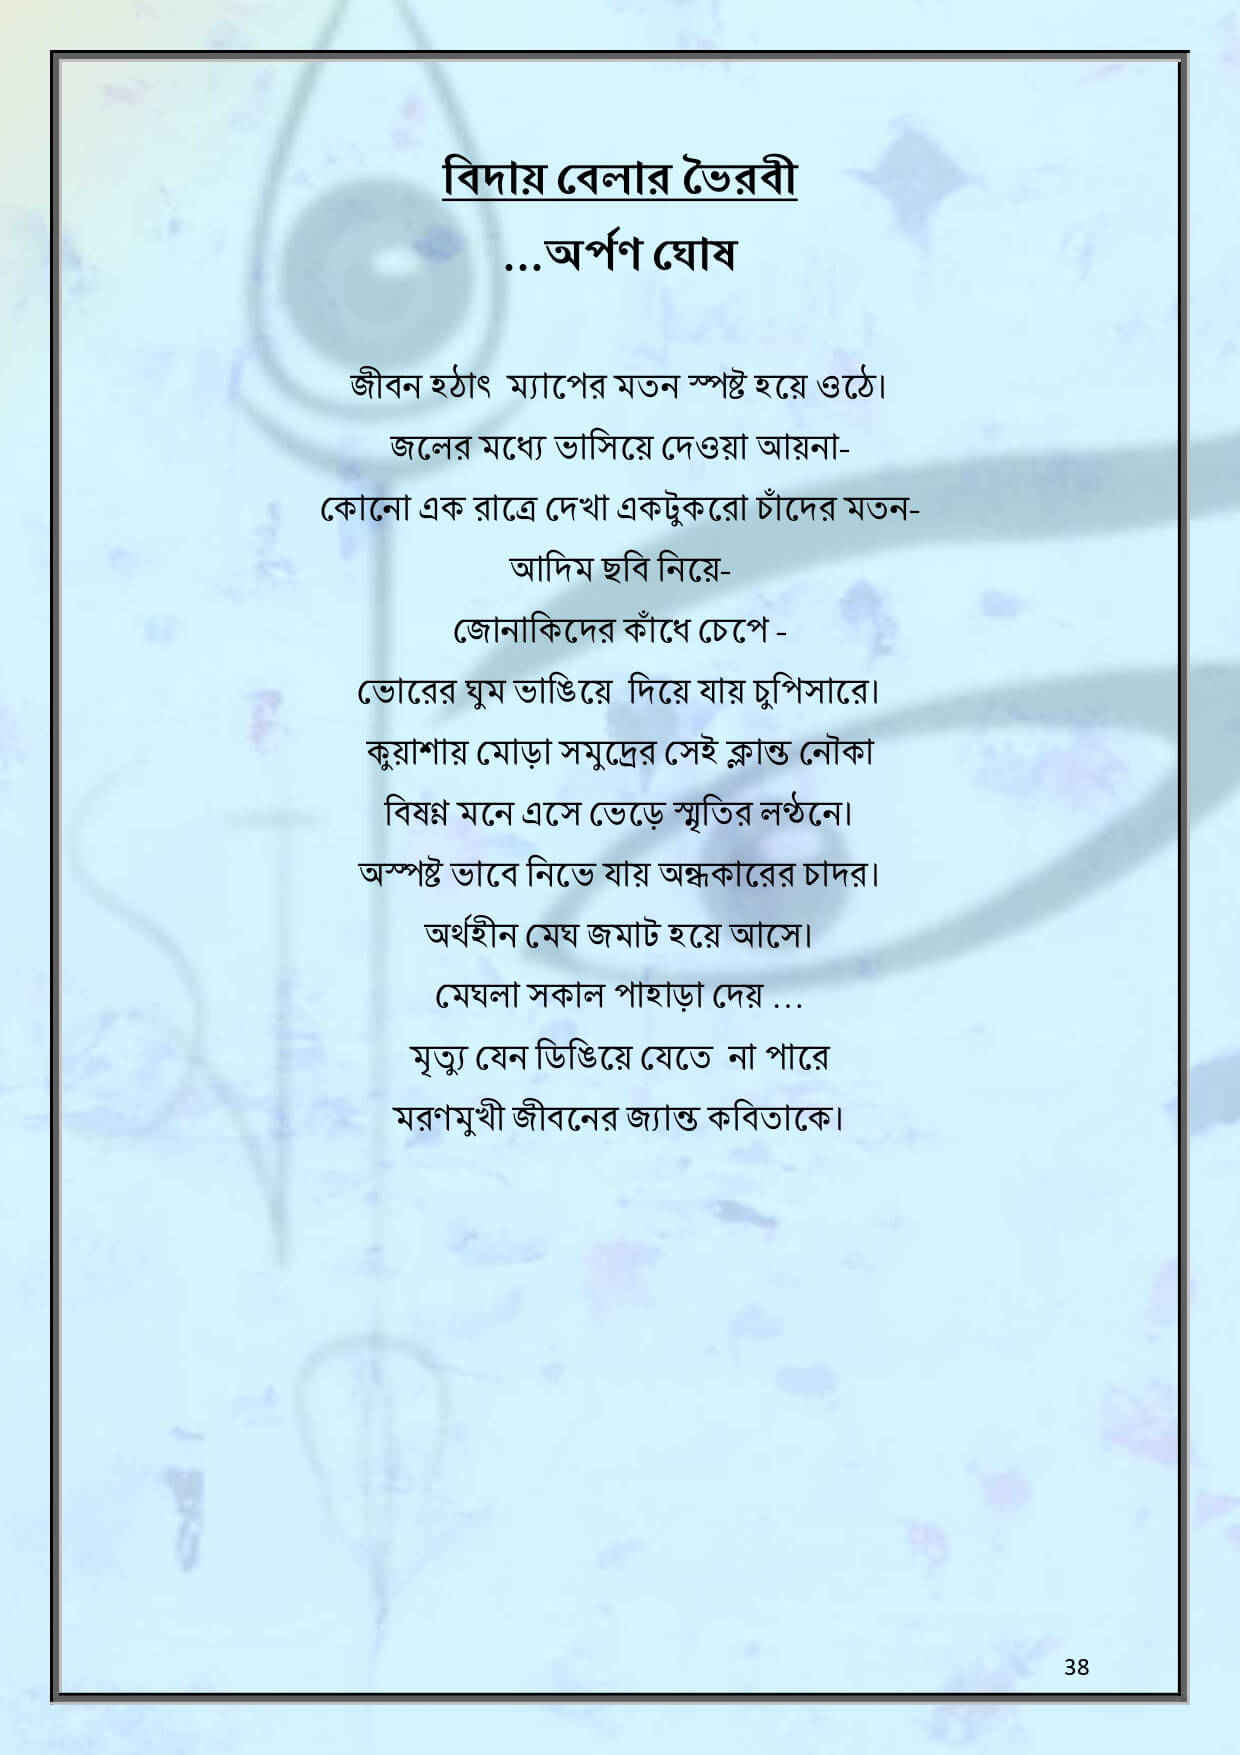 বিদায় বেলার ভৈরবী
...অর্পণ ঘোষ
জীবন হঠাৎ ম্যাপের মতন স্পষ্ট হয়ে ওঠে।
জলের মধ্যে ভাসিয়ে দেওয়া আয়না-
কোনো এক রাত্রে দেখা একটুকরো চাঁদের মতন-
আদিম ছবি নিয়ে-
জোনাকিদের কাঁধে চেপে -
ভোরের ঘুম ভাঙিয়ে দিয়ে যায় চুপিসারে।
কুয়াশায় মোড়া সমুদ্রের সেই ক্লান্ত নৌকা
বিষণ্ণ মনে এসে ভেড়ে স্মৃতির লণ্ঠনে।
অস্পষ্ট ভাবে নিভে যায় অন্ধকারের চাদর।
অর্থহীন মেঘ জমাট হয়ে আসে।
মেঘলা সকাল পাহাড়া দেয় ...
মৃত্যু যেন ডিঙিয়ে যেতে না পারে
মরণমুখী জীবনের জ্যান্ত কবিতাকে।
38